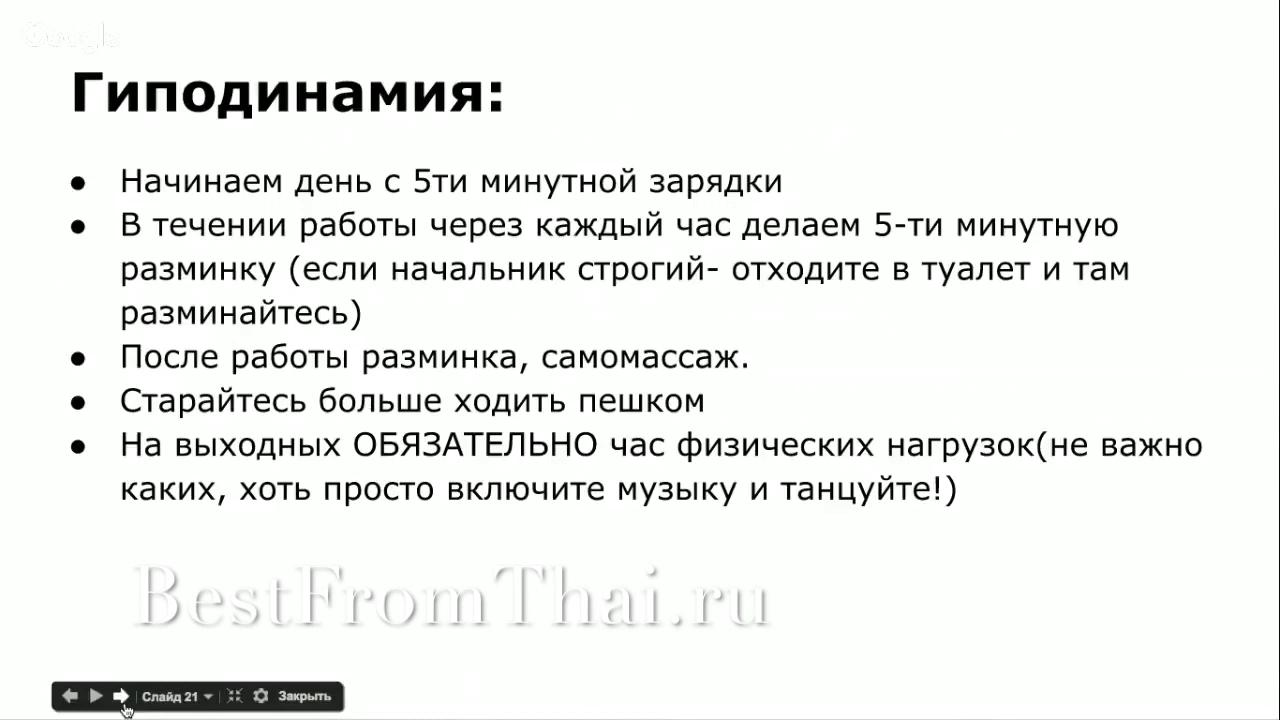 Google
Гиподинамия:
● Начинаем день с 5ти минутной зарядки
● В течении работы через каждый час делаем 5-ти минутную
разминку (если начальник строгий- отходите в туалет и там
разминайтесь)
● После работы разминка, самомассаж.
● Старайтесь больше ходить пешком
● На выходных ОБЯЗАТЕЛЬНО час физических нагрузок(не важно
каких, хоть просто включите музыку и танцуйте!)
BestFromThai.ru
Слайд 21 Закрыть